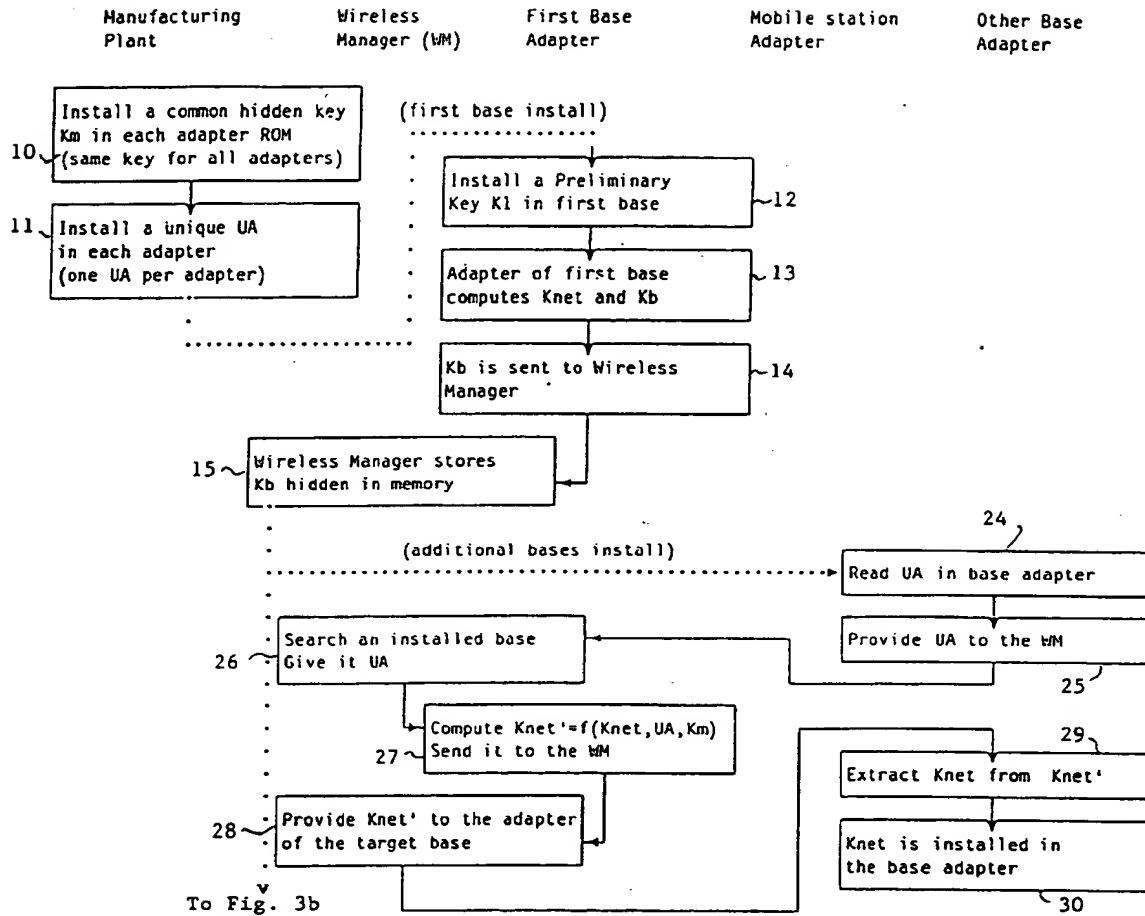 Manufacturing
Plant
Wireless
Manager (WM)
First Base
Adapter
Mobile station
Adapter
Other Base
Adapter
Install a common hidden key
Km in each adapter ROM
(same key for all adapters)
10
(first base install)
Install a Preliminary
Key K1 in first base
12
11
Install a unique UA
in each adapter
(one UA per adapter)
Adapter of first base
computes Knet and Kb
13
Kb is sent to Wireless
Manager
14
15
Wireless Manager stores
Kb hidden in memory
(additional bases install)
24
Read UA in base adapter
Search an installed base
Give it UA
26
Provide UA to the WM
25
Compute Knet'=f(Knet,UA,Km)
Send it to the WM
27
29
Extract Knet from Knet'
28
Provide Knet' to the adapter
of the target base
Knet is installed in
the base adapter
30
To Fig. 3b